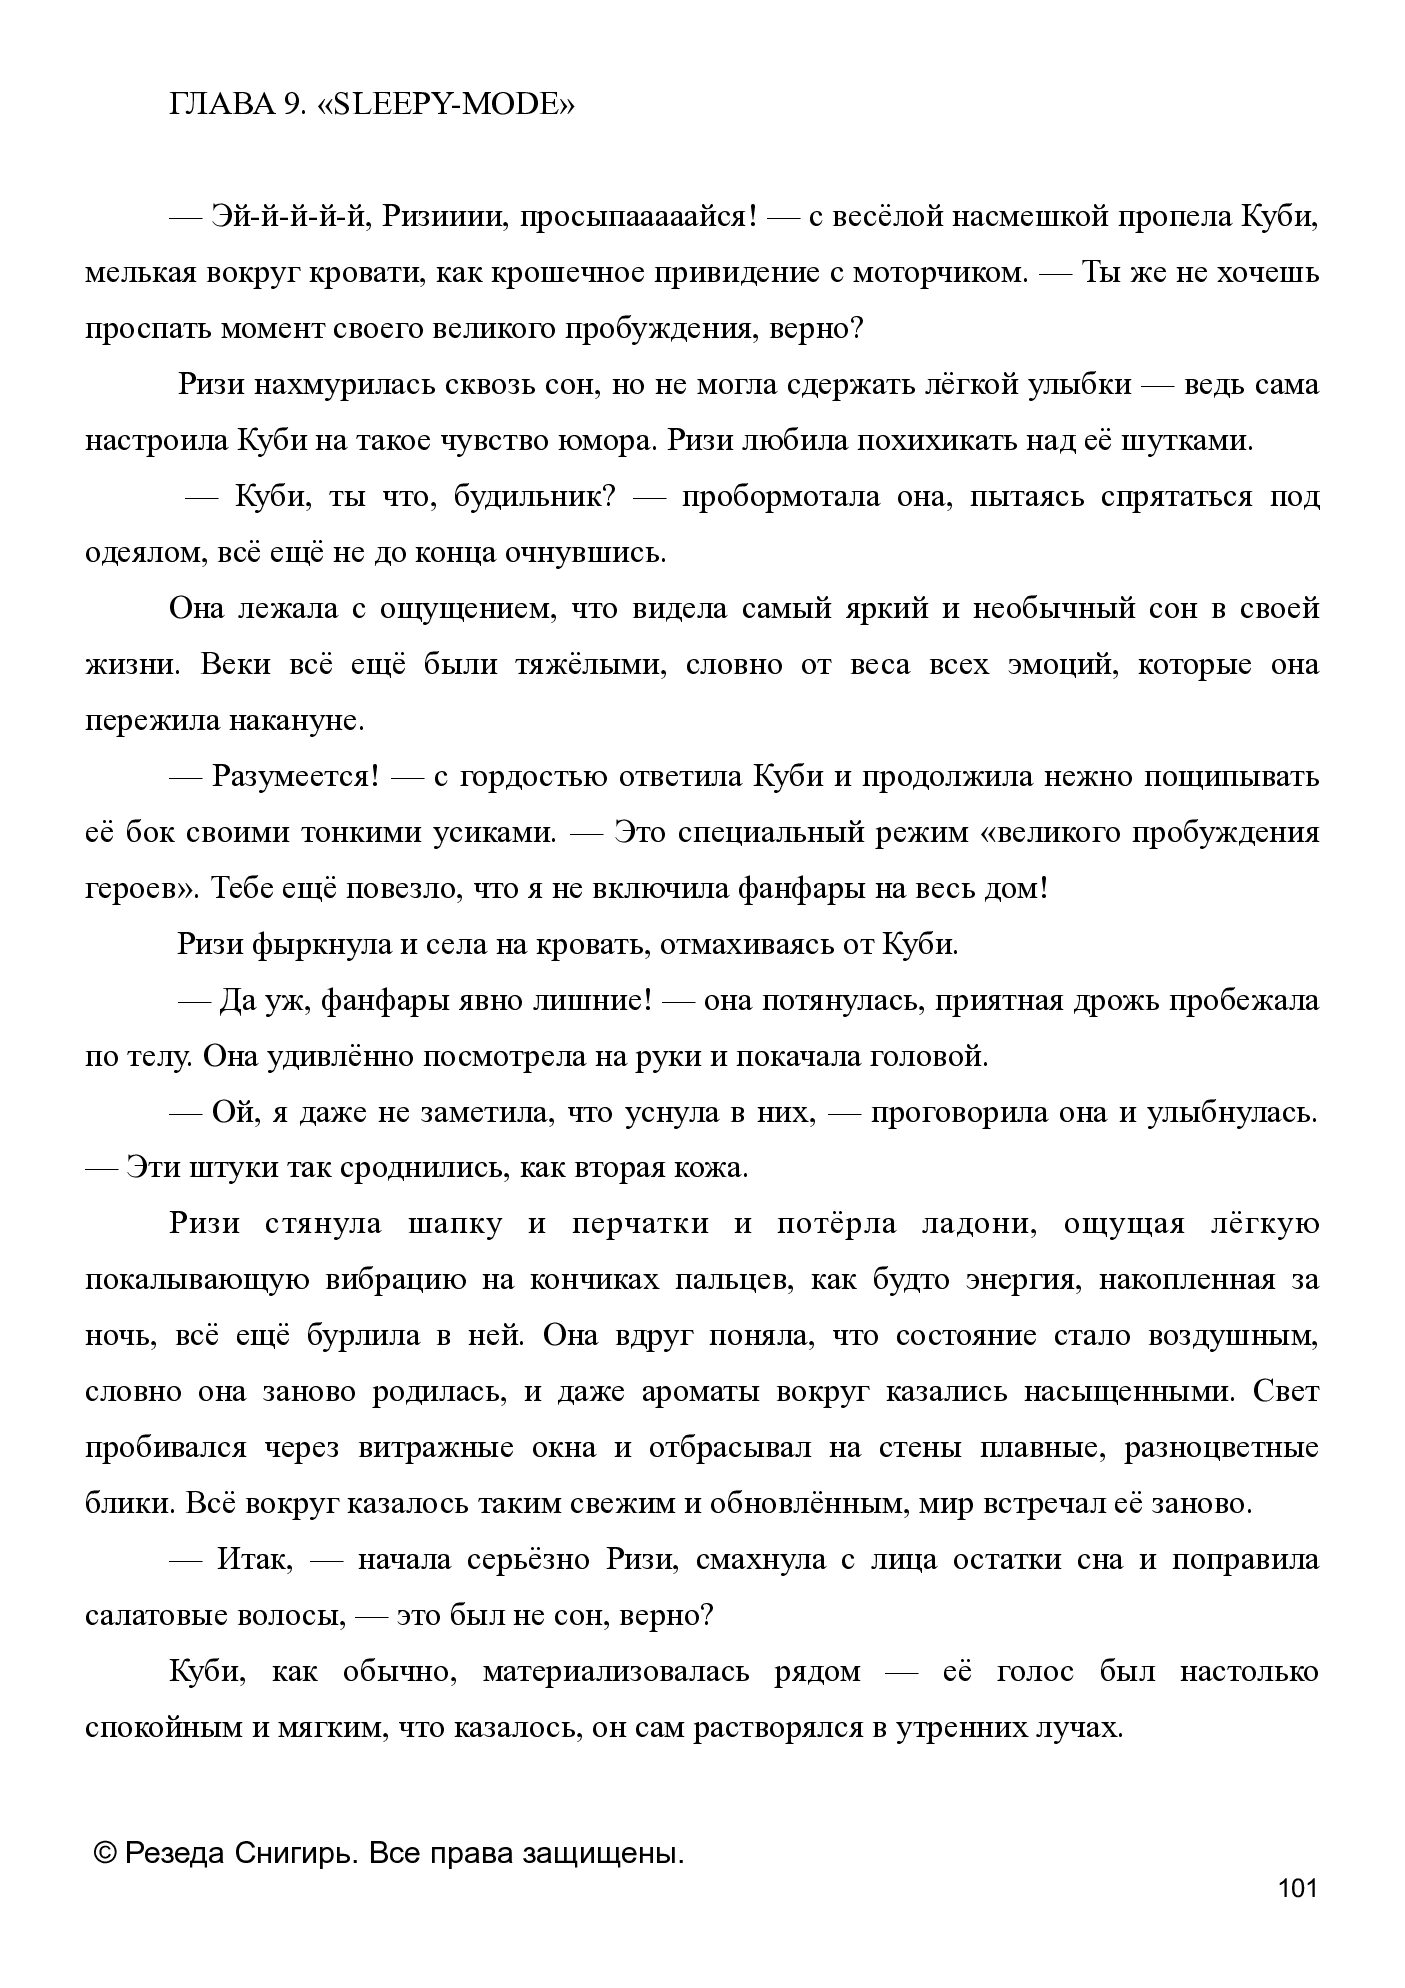 ГЛАВА 9. «SLEEPY-MODE»
— Эй-й-й-й-й, Ризииии, просыпаааааайся! — с весёлой насмешкой пропела Куби,
мелькая вокруг кровати, как крошечное привидение с моторчиком. — Ты же не хочешь
проспать момент своего великого пробуждения, верно?
Ризи нахмурилась сквозь сон, но не могла сдержать лёгкой улыбки — ведь сама
настроила Куби на такое чувство юмора. Ризи любила похихикать над её шутками.
— Куби, ты что, будильник? — пробормотала она, пытаясь спрятаться под
одеялом, всё ещё не до конца очнувшись.
Она лежала с ощущением, что видела самый яркий и необычный сон в своей
жизни. Веки всё ещё были тяжёлыми, словно от веса всех эмоций, которые она
пережила накануне.
— Разумеется! — с гордостью ответила Куби и продолжила нежно пощипывать
её бок своими тонкими усиками. — Это специальный режим «великого пробуждения
героев». Тебе ещё повезло, что я не включила фанфары на весь дом!
Ризи фыркнула и села на кровать, отмахиваясь от Куби.
— Да уж, фанфары явно лишние! — она потянулась, приятная дрожь пробежала
по телу. Она удивлённо посмотрела на руки и покачала головой.
— Ой, я даже не заметила, что уснула в них, — проговорила она и улыбнулась.
— Эти штуки так сроднились, как вторая кожа.
Ризи стянула шапку и перчатки и потёрла ладони, ощущая лёгкую
покалывающую вибрацию на кончиках пальцев, как будто энергия, накопленная за
ночь, всё ещё бурлила в ней. Она вдруг поняла, что состояние стало воздушным,
словно она заново родилась, и даже ароматы вокруг казались насыщенными. Свет
пробивался через витражные окна и отбрасывал на стены плавные, разноцветные
блики. Всё вокруг казалось таким свежим и обновлённым, мир встречал её заново.
— Итак, — начала серьёзно Ризи, смахнула с лица остатки сна и поправила
салатовые волосы, — это был не сон, верно?
Куби, как обычно, материализовалась рядом — её голос был настолько
спокойным и мягким, что казалось, он сам растворялся в утренних лучах.
© Резеда Снигирь. Все права защищены.
101